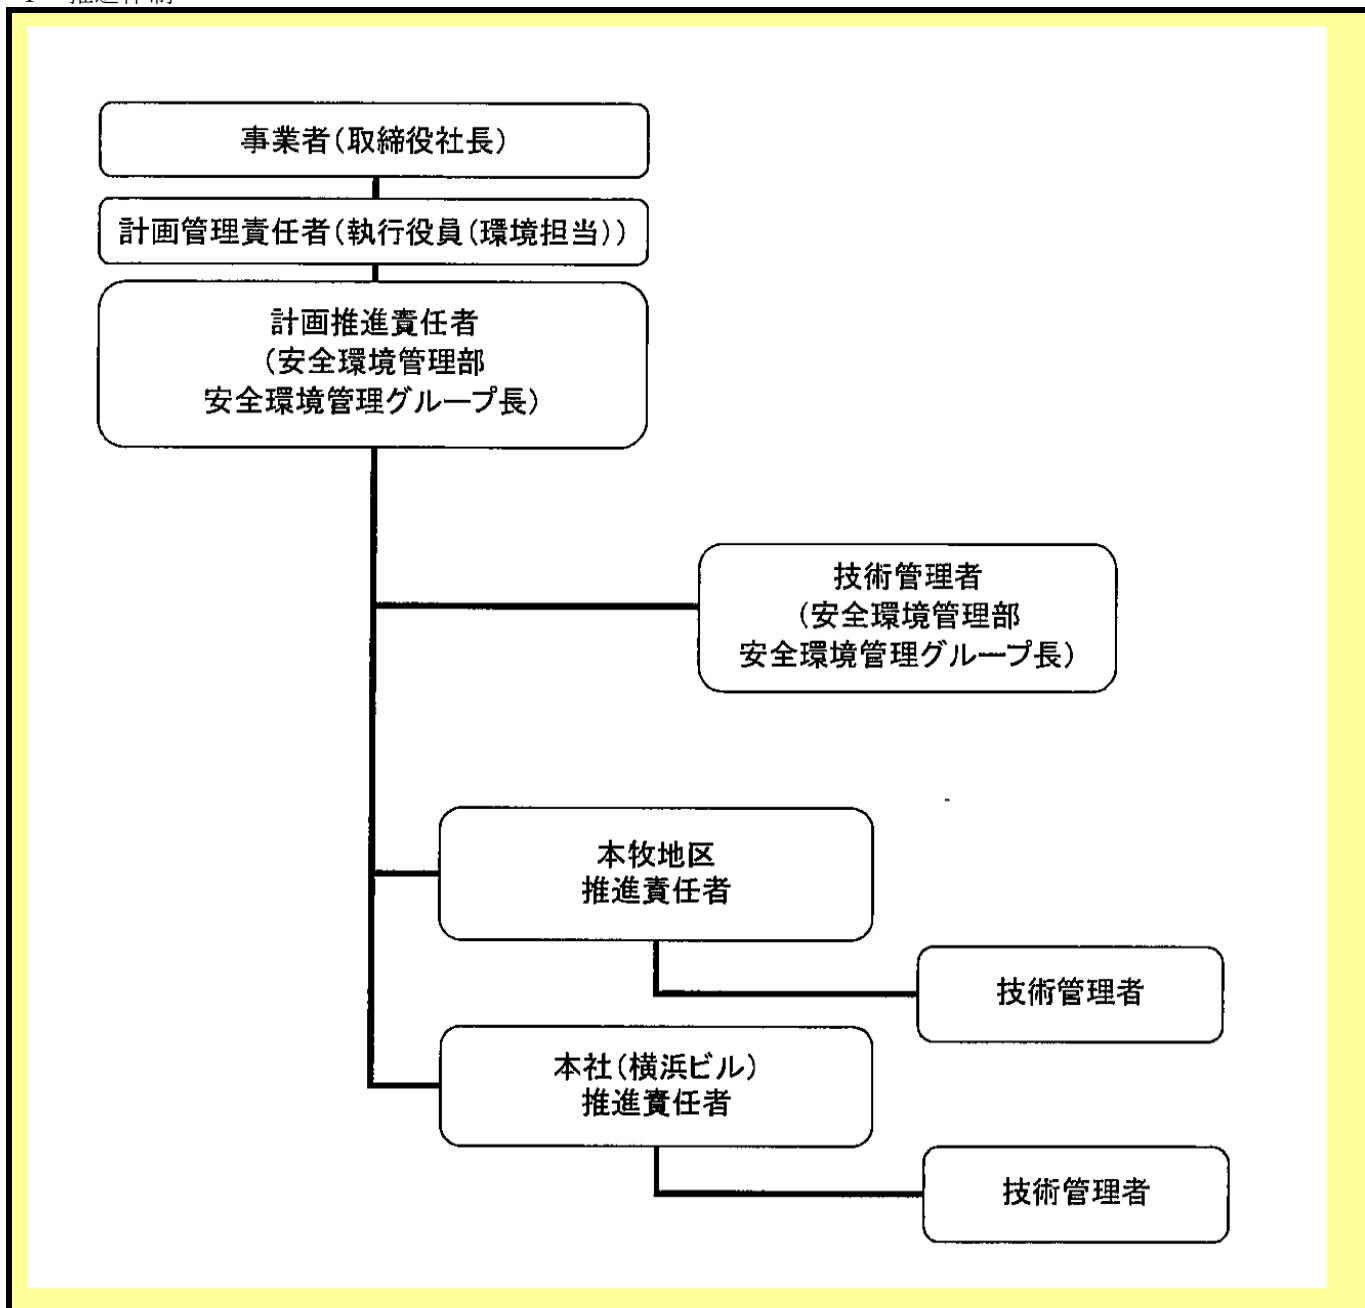 事業者(取締役社長)
計画管理責任者(執行役員(環境担当))
計画推進責任者
(安全環境管理部
安全環境管理グループ長)
技術管理者
(安全環境管理部
安全環境管理グループ長)
本牧地区
推進責任者
技術管理者
本社(横浜ビル)
推進責任者
技術管理者